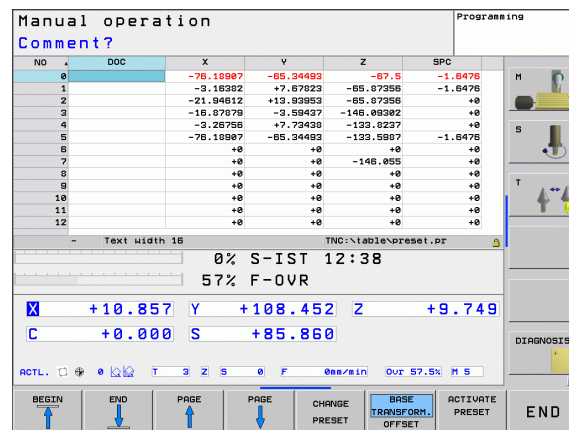 Manual operation
Programming
Comment?
NO DOC X Y Z SPC
0 -76.18907 -65.34493 -67.5 -1.6476
1 -3.16382 +7.67823 -65.87356 -1.6476
2 -21.94612 +13.93953 -65.87356 +0
3 -16.87879 -3.59437 -146.09302 +0
4 -3.26756 +7.73438 -133.8237 +0
5 -76.18907 -65.34493 -133.5987 -1.6476
6 +0 +0 +0 +0
7 +0 +0 -146.055 +0
8 +0 +0 +0 +0
9 +0 +0 +0 +0
10 +0 +0 +0 +0
11 +0 +0 +0 +0
12 +0 +0 +0 +0
- Text width 16 TNC:\table\preset.pr
0% S-IST 12:38
57% F-OVR
X +10.857 Y +108.452 Z +9.749
C +0.000 S +85.860
ACTL. 0 T 3 Z S 0 F 0mm/min Ovr 57.5% M 5
M
S
T
DIAGNOSIS
BEGIN
END
PAGE
PAGE
CHANGE
PRESET
BASE
TRANSFORM.
OFFSET
ACTIVATE
PRESET
END